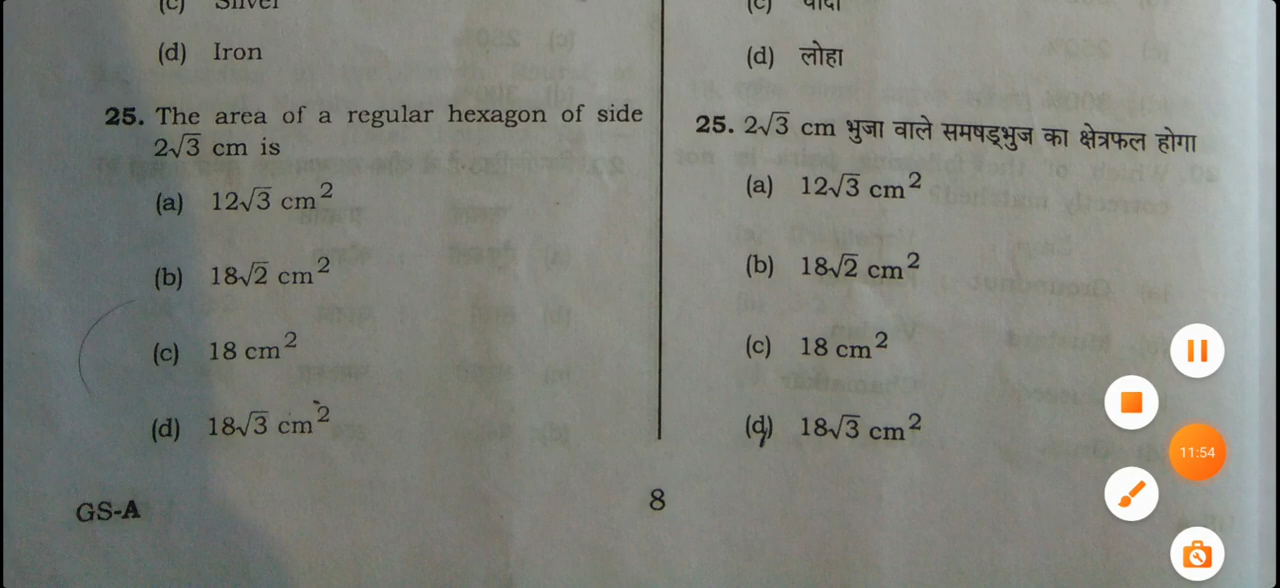 (c) Silver
(d) Iron
25. The area of a regular hexagon of side
2√3 cm is
(a) 12√3 cm²
(b) 18√2 cm²
(c) 18 cm²
(d) 18√3 cm²
(c) चांदी
(d) लोहा
25. 2√3 cm भुजा वाले समषड्भुज का क्षेत्रफल होगा
(a) 12√3 cm²
(b) 18√2 cm²
(c) 18 cm²
(d) 18√3 cm²
GS-A
8
11:54